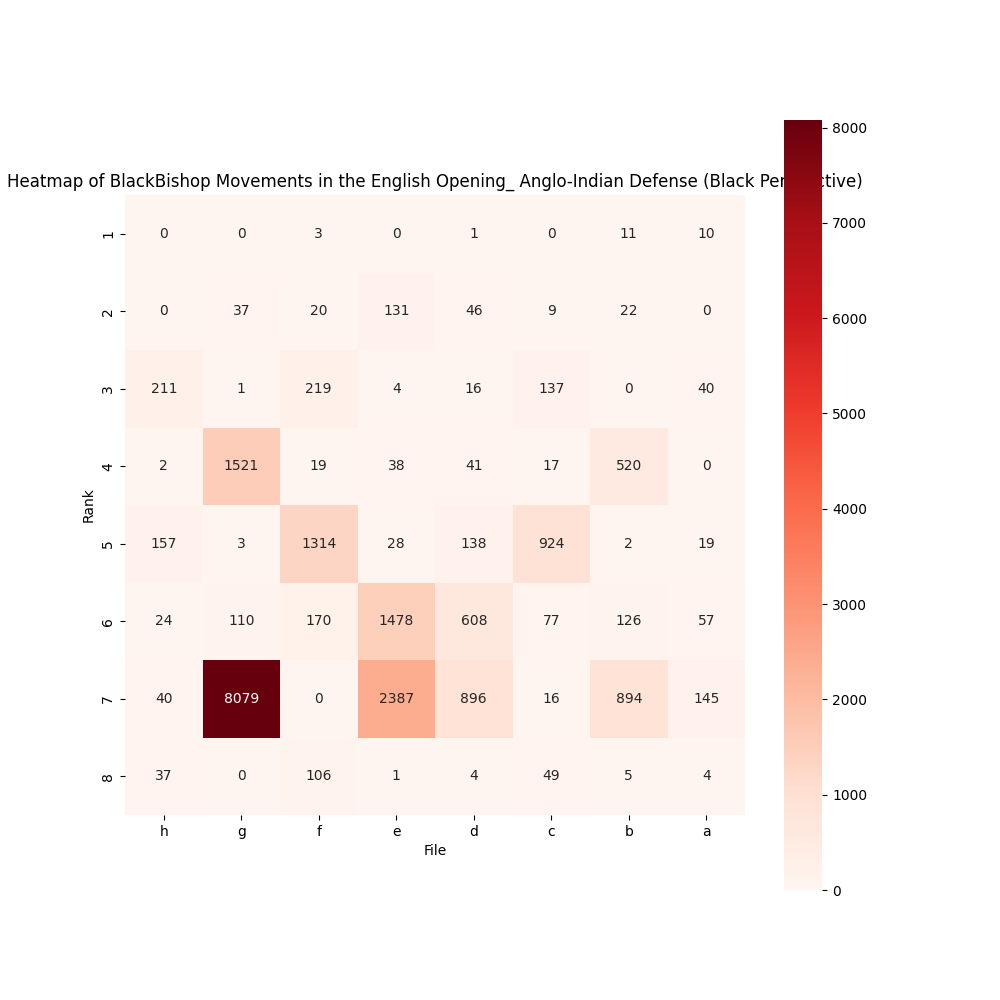 Heatmap of BlackBishop Movements in the English Opening_ Anglo-Indian Defense (Black Perspective)
Rank
1 0 0 3 0 1 0 11 10
2 0 37 20 131 46 9 22 0
3 211 1 219 4 16 137 0 40
4 2 1521 19 38 41 17 520 0
5 157 3 1314 28 138 924 2 19
6 24 110 170 1478 608 77 126 57
7 40 8079 0 2387 896 16 894 145
8 37 0 106 1 4 49 5 4
h g f e d c b a
File
8000
7000
6000
5000
4000
3000
2000
1000
0